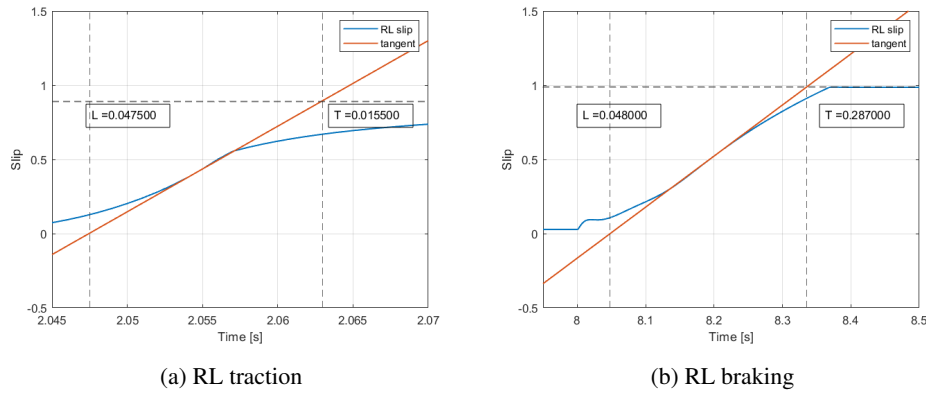 1.5
1
0.5
0
-0.5
Slip
RL slip
tangent
L =0.047500
T =0.015500
2.045
2.05
2.055
2.06
2.065
2.07
Time [s]
(a) RL traction
1.5
1
0.5
0
-0.5
Slip
RL slip
tangent
L =0.048000
T =0.287000
8
8.1
8.2
8.3
8.4
8.5
Time [s]
(b) RL braking